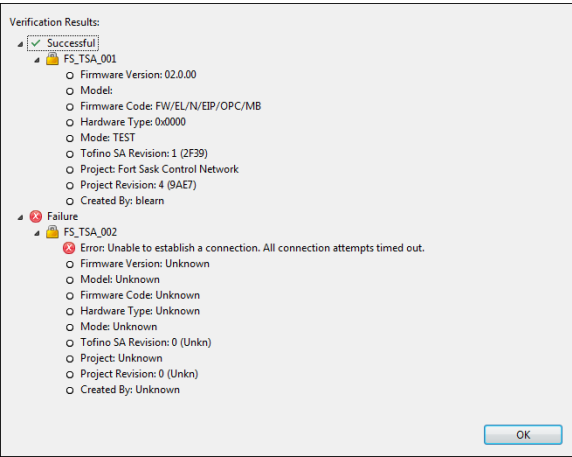 Verification Results:
Successful
FS_TSA_001
Firmware Version: 02.0.00
Model:
Firmware Code: FW/EL/N/EIP/OPC/MB
Hardware Type: 0x0000
Mode: TEST
Tofino SA Revision: 1 (2F39)
Project: Fort Sask Control Network
Project Revision: 4 (9AE7)
Created By: blearn
Failure
FS_TSA_002
Error: Unable to establish a connection. All connection attempts timed out.
Firmware Version: Unknown
Model: Unknown
Firmware Code: Unknown
Hardware Type: Unknown
Mode: Unknown
Tofino SA Revision: 0 (Unkn)
Project: Unknown
Project Revision: 0 (Unkn)
Created By: Unknown
OK